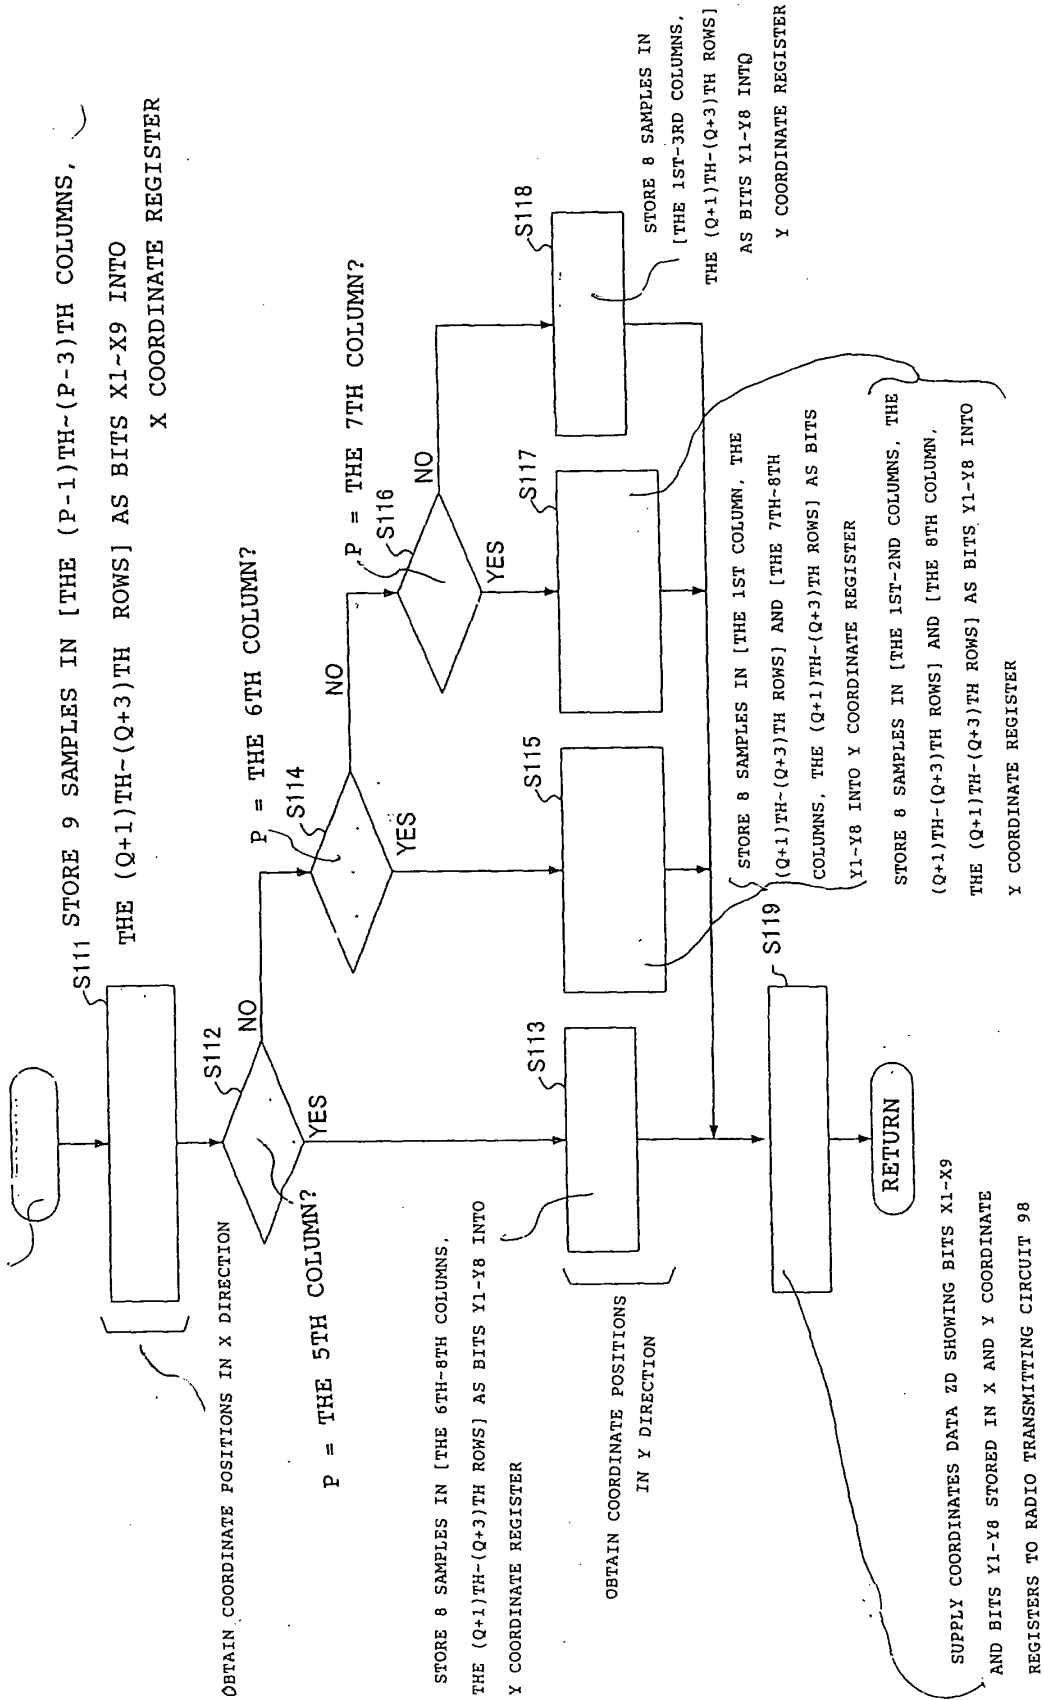 S111
STORE 9 SAMPLES IN [THE (P-1)TH~(P-3)TH COLUMNS,
THE (Q+1)TH~(Q+3)TH ROWS] AS BITS X1~X9 INTO
X COORDINATE REGISTER
OBTAIN COORDINATE POSITIONS IN X DIRECTION
S112
NO
YES
P = THE 5TH COLUMN?
P = THE 6TH COLUMN?
S114
NO
YES
P = THE 7TH COLUMN?
S116
NO
YES
S113
STORE 8 SAMPLES IN [THE 6TH~8TH COLUMNS,
THE (Q+1)TH~(Q+3)TH ROWS] AS BITS Y1~Y8 INTO
Y COORDINATE REGISTER
OBTAIN COORDINATE POSITIONS
IN Y DIRECTION
S115
S117
S118
STORE 8 SAMPLES IN
[THE 1ST~3RD COLUMNS,
THE (Q+1)TH~(Q+3)TH ROWS]
AS BITS Y1~Y8 INTO
Y COORDINATE REGISTER
STORE 8 SAMPLES IN [THE 1ST COLUMN, THE
(Q+1)TH~(Q+3)TH ROWS] AND [THE 7TH~8TH
COLUMNS, THE (Q+1)TH~(Q+3)TH ROWS] AS BITS
Y1~Y8 INTO Y COORDINATE REGISTER
STORE 8 SAMPLES IN [THE 1ST~2ND COLUMNS, THE
(Q+1)TH~(Q+3)TH ROWS] AND [THE 8TH COLUMN,
THE (Q+1)TH~(Q+3)TH ROWS] AS BITS Y1~Y8 INTO
Y COORDINATE REGISTER
S119
RETURN
SUPPLY COORDINATES DATA ZD SHOWING BITS X1~X9
AND BITS Y1~Y8 STORED IN X AND Y COORDINATE
REGISTERS TO RADIO TRANSMITTING CIRCUIT 98